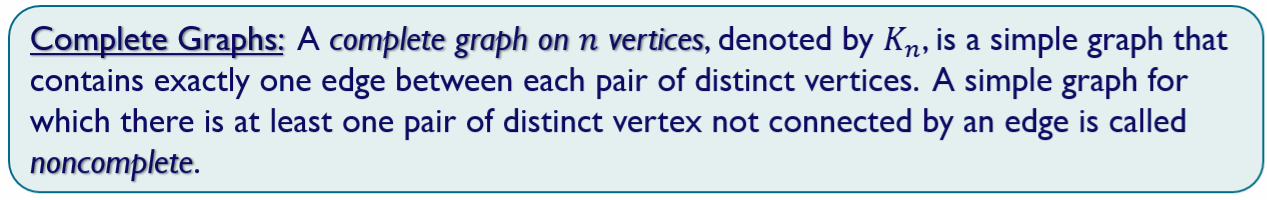 Complete Graphs: A complete graph on n vertices, denoted by Kₙ, is a simple graph that
contains exactly one edge between each pair of distinct vertices. A simple graph for
which there is at least one pair of distinct vertex not connected by an edge is called
noncomplete.